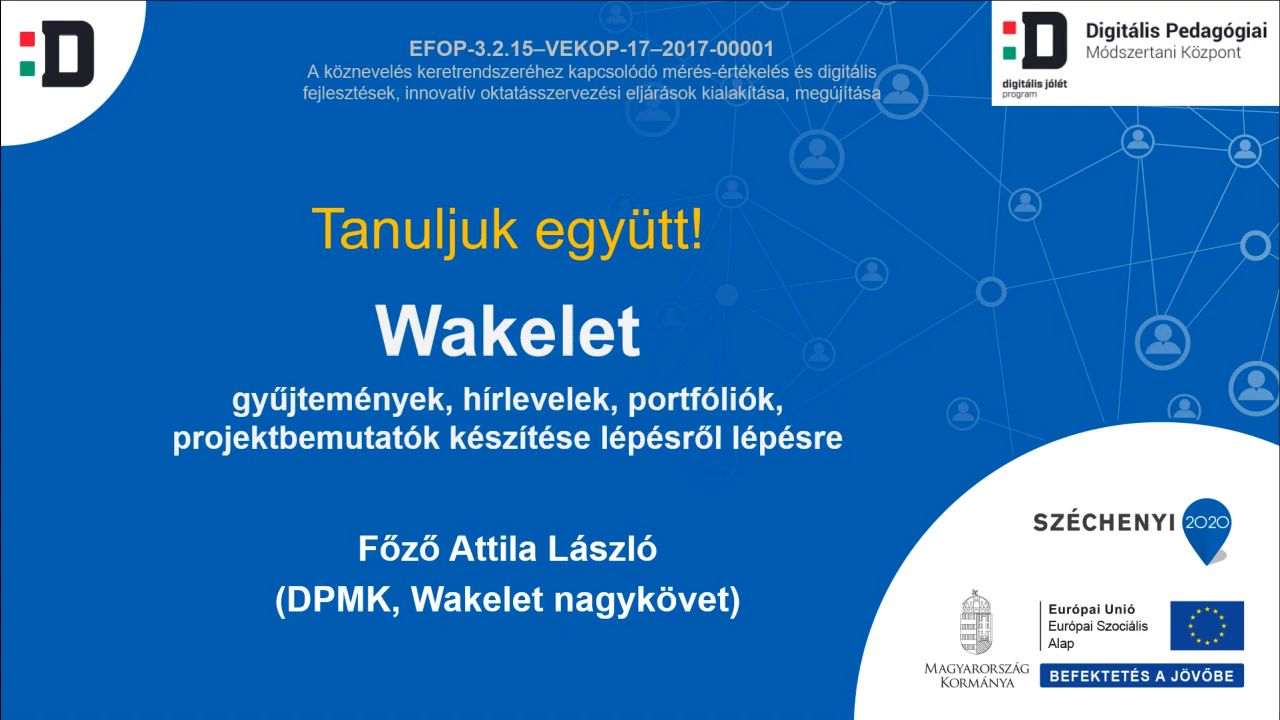 EFOP-3.2.15–VEKOP-17–2017-00001
A köznevelés keretrendszeréhez kapcsolódó mérés-értékelés és digitális
fejlesztések, innovatív oktatásszervezési eljárások kialakítása, megújítása
D
Digitális Pedagógiai
Módszertani Központ
D
digitális jólét
program
Tanuljuk együtt!
Wakelet
gyűjtemények, hírlevelek, portfóliók,
projektbemutatók készítése lépésről lépésre
Főző Attila László
(DPMK, Wakelet nagykövet)
SZÉCHENYI 2020
MAGYARORSZÁG
KORMÁNYA
Európai Unió
Európai Szociális
Alap
BEFEKTETÉS A JÖVŐBE